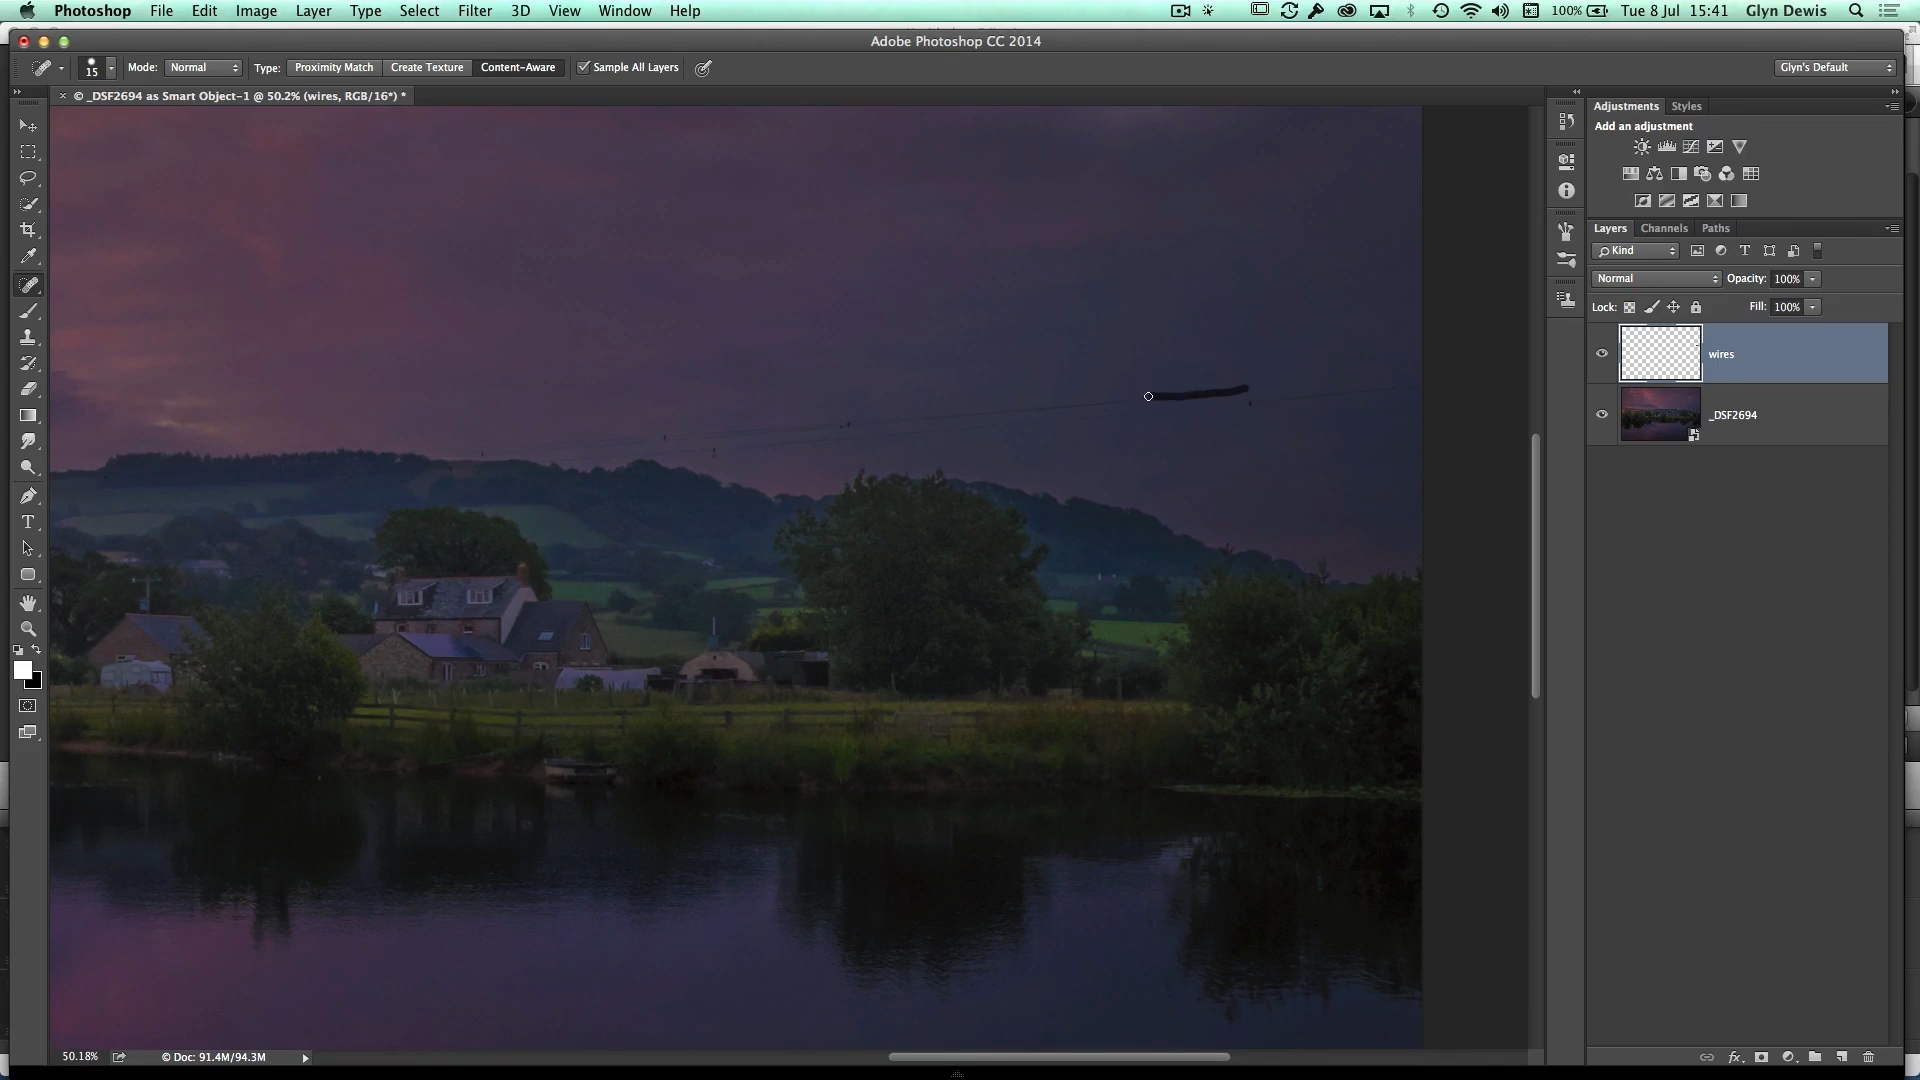 Photoshop File Edit Image Layer Type Select Filter 3D View Window Help 100% Tue 8 Jul 15:41 Glyn Dewis
Adobe Photoshop CC 2014
15 Mode: Normal Type: Proximity Match Create Texture Content-Aware Sample All Layers Glyn's Default
© _DSF2694 as Smart Object-1 @ 50.2% (wires, RGB/16*) *
Adjustments Styles
Add an adjustment
Layers Channels Paths
Kind
Normal Opacity: 100%
Lock: Fill: 100%
wires
_DSF2694
50.18% © Doc: 91.4M/94.3M